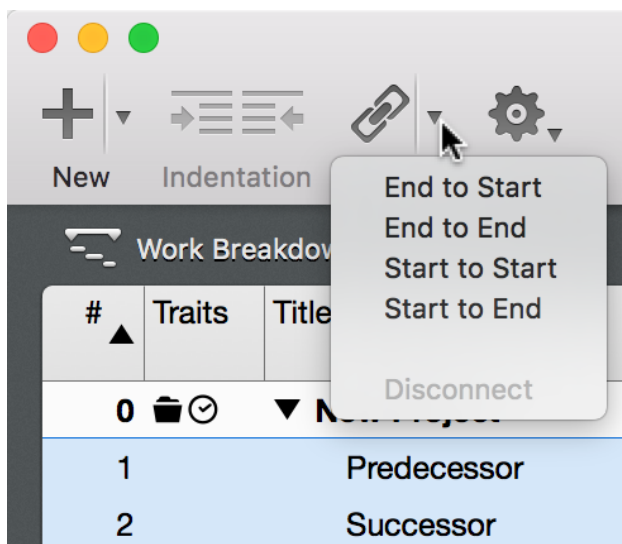 New
Indentation
End to Start
End to End
Start to Start
Start to End
Disconnect
Work Breakdow
# Traits Title
0
1 Predecessor
2 Successor